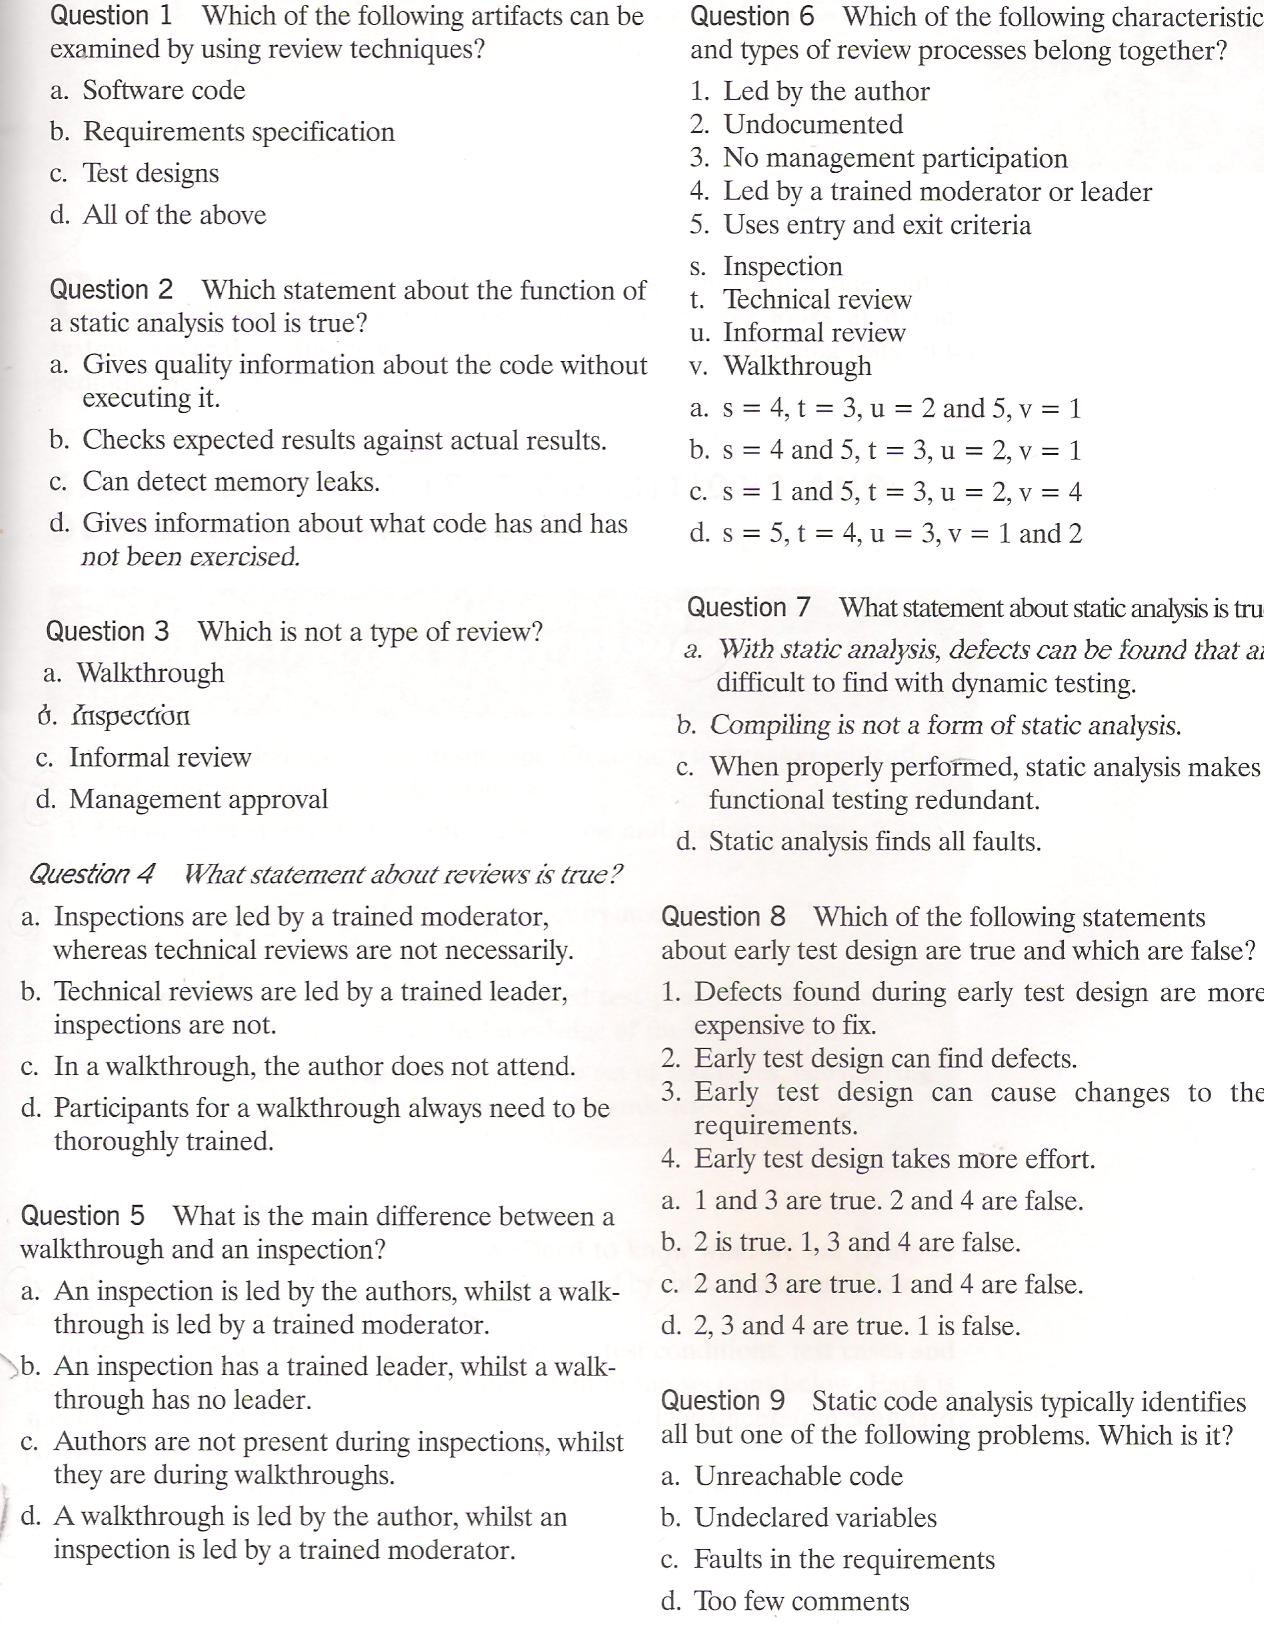 Question 1 Which of the following artifacts can be
examined by using review techniques?
a. Software code
b. Requirements specification
c. Test designs
d. All of the above
Question 2 Which statement about the function of
a static analysis tool is true?
a. Gives quality information about the code without
executing it.
b. Checks expected results against actual results.
c. Can detect memory leaks.
d. Gives information about what code has and has
not been exercised.
Question 3 Which is not a type of review?
a. Walkthrough
b. Inspection
c. Informal review
d. Management approval
Question 4 What statement about reviews is true?
a. Inspections are led by a trained moderator,
whereas technical reviews are not necessarily.
b. Technical reviews are led by a trained leader,
inspections are not.
c. In a walkthrough, the author does not attend.
d. Participants for a walkthrough always need to be
thoroughly trained.
Question 5 What is the main difference between a
walkthrough and an inspection?
a. An inspection is led by the authors, whilst a walk-
through is led by a trained moderator.
b. An inspection has a trained leader, whilst a walk-
through has no leader.
c. Authors are not present during inspections, whilst
they are during walkthroughs.
d. A walkthrough is led by the author, whilst an
inspection is led by a trained moderator.
Question 6 Which of the following characteristic
and types of review processes belong together?
1. Led by the author
2. Undocumented
3. No management participation
4. Led by a trained moderator or leader
5. Uses entry and exit criteria
s. Inspection
t. Technical review
u. Informal review
v. Walkthrough
a. s = 4, t = 3, u = 2 and 5, v = 1
b. s = 4 and 5, t = 3, u = 2, v = 1
c. s = 1 and 5, t = 3, u = 2, v = 4
d. s = 5, t = 4, u = 3, v = 1 and 2
Question 7 What statement about static analysis is tru
a. With static analysis, defects can be found that a
difficult to find with dynamic testing.
b. Compiling is not a form of static analysis.
c. When properly performed, static analysis makes
functional testing redundant.
d. Static analysis finds all faults.
Question 8 Which of the following statements
about early test design are true and which are false?
1. Defects found during early test design are more
expensive to fix.
2. Early test design can find defects.
3. Early test design can cause changes to the
requirements.
4. Early test design takes more effort.
a. 1 and 3 are true. 2 and 4 are false.
b. 2 is true. 1, 3 and 4 are false.
c. 2 and 3 are true. 1 and 4 are false.
d. 2, 3 and 4 are true. 1 is false.
Question 9 Static code analysis typically identifies
all but one of the following problems. Which is it?
a. Unreachable code
b. Undeclared variables
c. Faults in the requirements
d. Too few comments